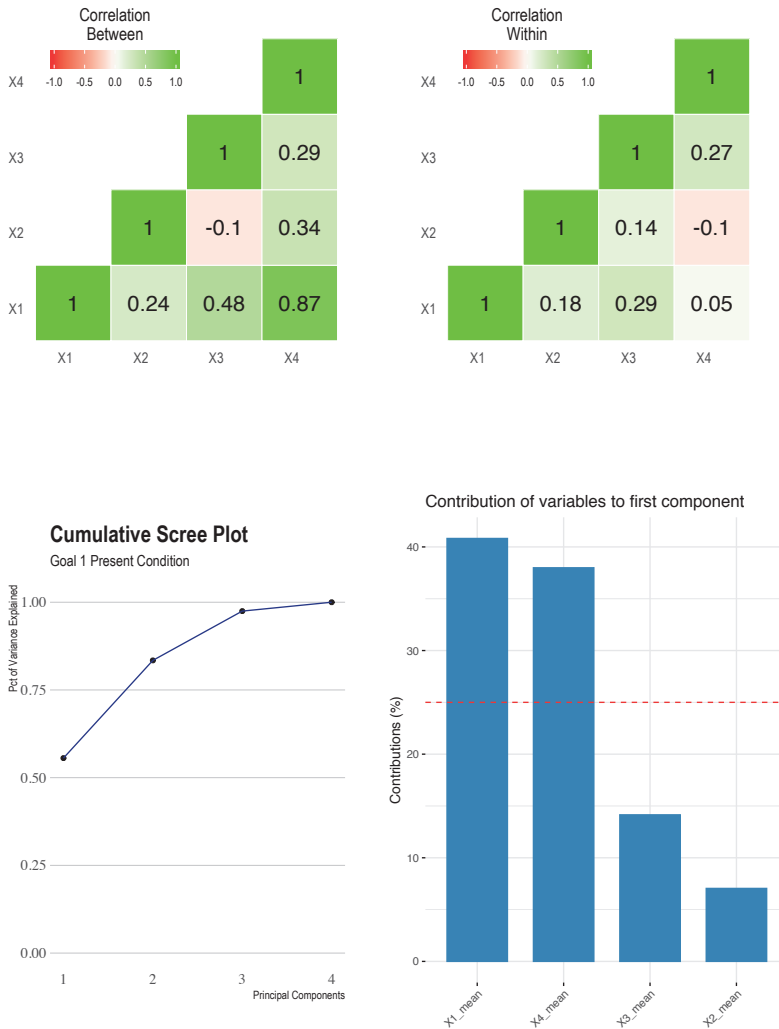 Correlation
Between
-1.0 -0.5 0.0 0.5 1.0
X4
1
X3
1 0.29
X2
1 -0.1 0.34
X1
1 0.24 0.48 0.87
X1 X2 X3 X4
Correlation
Within
-1.0 -0.5 0.0 0.5 1.0
X4
1
X3
1 0.27
X2
1 0.14 -0.1
X1
1 0.18 0.29 0.05
X1 X2 X3 X4
Cumulative Scree Plot
Goal 1 Present Condition
Pct of Variance Explained
1.00
0.75
0.50
0.25
0.00
1 2 3 4
Principal Components
Contribution of variables to first component
Contributions (%)
40
30
20
10
0
X1_mean
X4_mean
X3_mean
X2_mean